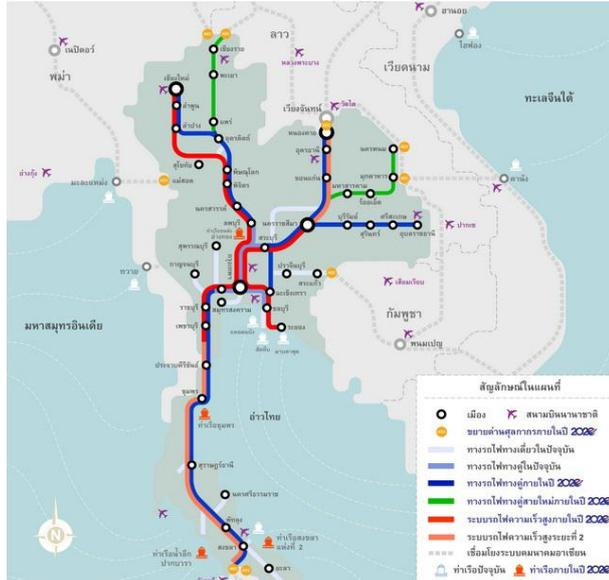 ฮานอย
ลาว
ไฮฟอง
เนปิดอว์
เชียงราย
พม่า
หลวงพระบาง
เวียดนาม
พะเยา
เชียงใหม่
ทะเลจีนใต้
ลำพูน
แพร่
เวียงจันทน์
วัตไต
ลำปาง
อุตรดิตถ์
หนองคาย
สุโขทัย
อุดรธานี
นครพนม
ย่างกุ้ง
พิษณุโลก
ขอนแก่น
มุกดาหาร
ดานัง
มะละแหม่ง
แม่สอด
พิจิตร
มหาสารคาม
ร้อยเอ็ด
นครสวรรค์
นครราชสีมา
บุรีรัมย์
ศรีสะเกษ
ลพบุรี
ปากเซ
สุรินทร์
อุบลราชธานี
อ่างทอง
สระบุรี
สุพรรณบุรี
กรุงเทพฯ
ทวาย
กาญจนบุรี
ปราจีนบุรี
สระแก้ว
เสียมเรียบ
ฉะเชิงเทรา
ราชบุรี
สมุทรสงคราม
ชลบุรี
กัมพูชา
มหาสมุทรอินเดีย
เพชรบุรี
แหลมฉบัง
ระยอง
สัตหีบ
มาบตาพุด
พนมเปญ
ประจวบคีรีขันธ์
สัญลักษณ์ในแผนที่
ชุมพร
อ่าวไทย
ท่าเรือชุมพร
เมือง
สนามบินนานาชาติ
ขยายด่านศุลกากรภายในปี 2020
ทางรถไฟทางเดี่ยวในปัจจุบัน
สุราษฎร์ธานี
ทางรถไฟทางคู่ในปัจจุบัน
ทางรถไฟทางคู่ภายในปี 2020
นครศรีธรรมราช
ทางรถไฟทางคู่สายใหม่ภายในปี 2020
พัทลุง
ระบบรถไฟความเร็วสูงภายในปี 2020
ท่าเรือสงขลา
แห่งที่ 2
ระบบรถไฟความเร็วสูงระยะที่ 2
สงขลา
ท่าเรือน้ำลึก
ปากบารา
เชื่อมโยงระบบคมนาคมอาเซียน
ยะลา
ท่าเรือปัจจุบัน
ท่าเรือภายในปี 2020
N